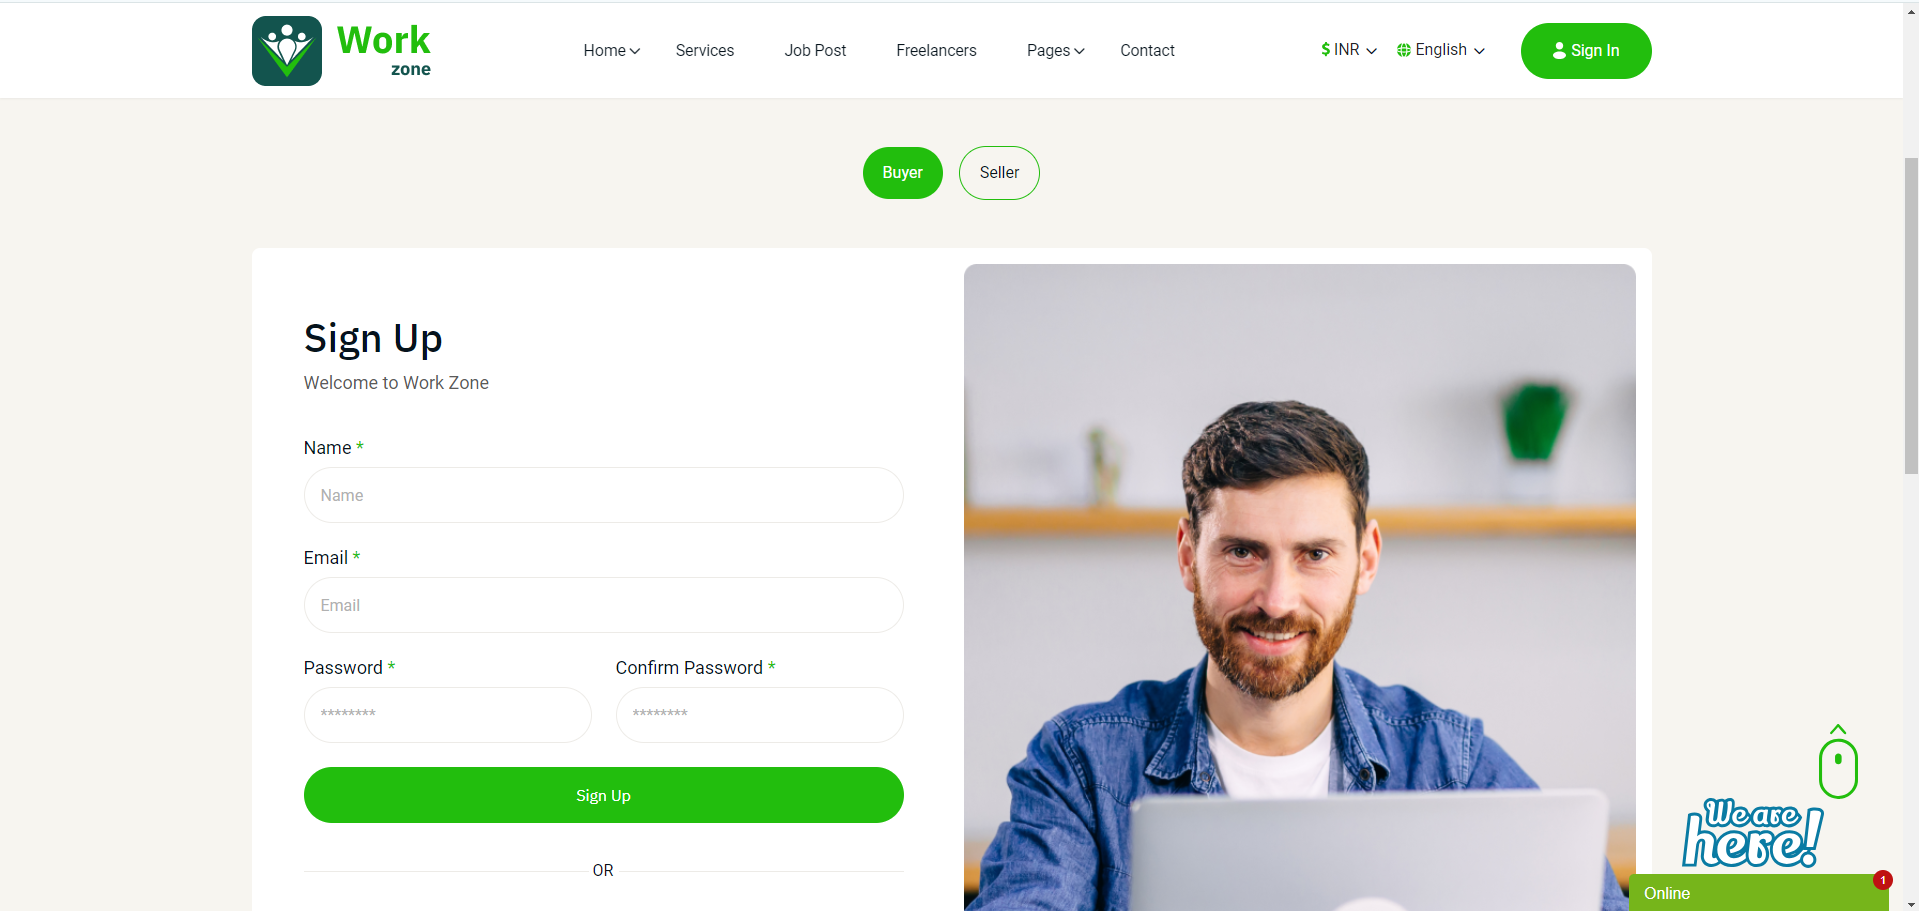 Work
zone
Home
Services
Job Post
Freelancers
Pages
Contact
$ INR
English
Sign In
Buyer
Seller
Sign Up
Welcome to Work Zone
Name *
Name
Email *
Email
Password *
Confirm Password *
********
********
Sign Up
OR
We are
here!
1
Online